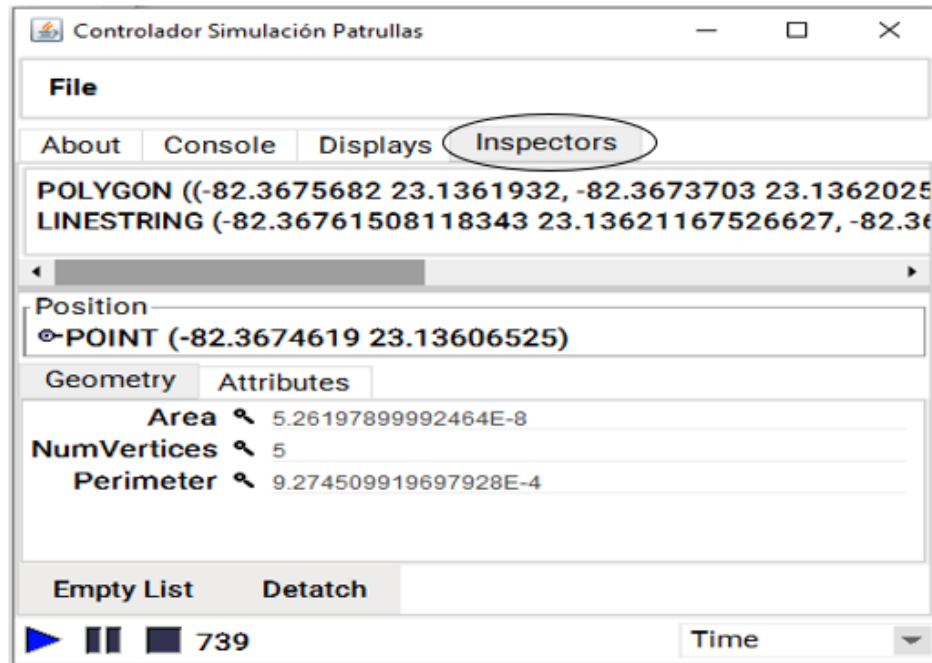 Controlador Simulación Patrullas
File
About Console Displays Inspectors
POLYGON ((-82.3675682 23.1361932, -82.3673703 23.1362025
LINESTRING (-82.36761508118343 23.13621167526627, -82.36
Position
POINT (-82.3674619 23.13606525)
Geometry Attributes
Area 5.26197899992464E-8
NumVertices 5
Perimeter 9.274509919697928E-4
Empty List Detatch
739 Time